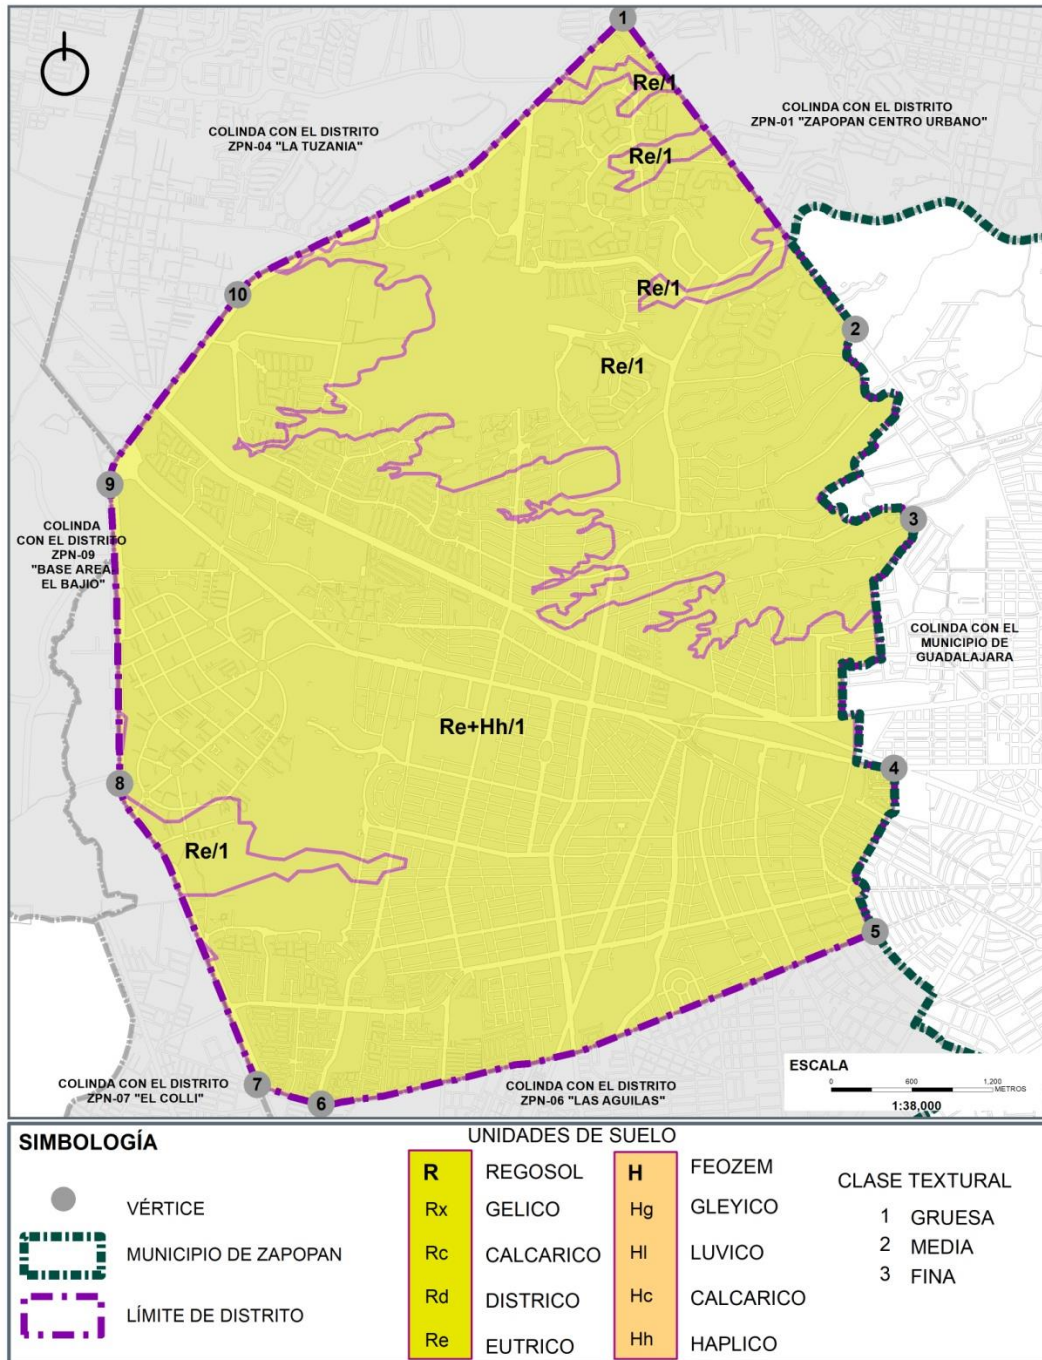 1
Re/1
COLINDA CON EL DISTRITO
ZPN-01 "ZAPOPAN CENTRO URBANO"
COLINDA CON EL DISTRITO
ZPN-04 "LA TUZANIA"
Re/1
10
Re/1
2
Re/1
9
3
COLINDA
CON EL DISTRITO
ZPN-09
"BASE AREA-
EL BAJIO"
COLINDA CON EL
MUNICIPIO DE
GUADALAJARA
Re+Hh/1
4
8
Re/1
5
ESCALA
0 600 1,200
METROS
1:38,000
7
COLINDA CON EL DISTRITO
ZPN-07 "EL COLLI"
6
COLINDA CON EL DISTRITO
ZPN-06 "LAS AGUILAS"
SIMBOLOGÍA
VÉRTICE
MUNICIPIO DE ZAPOPAN
LÍMITE DE DISTRITO
UNIDADES DE SUELO
R REGOSOL
Rx GELICO
Rc CALCARICO
Rd DISTRICO
Re EUTRICO
H FEOZEM
Hg GLEYICO
Hl LUVICO
Hc CALCARICO
Hh HAPLICO
CLASE TEXTURAL
1 GRUESA
2 MEDIA
3 FINA